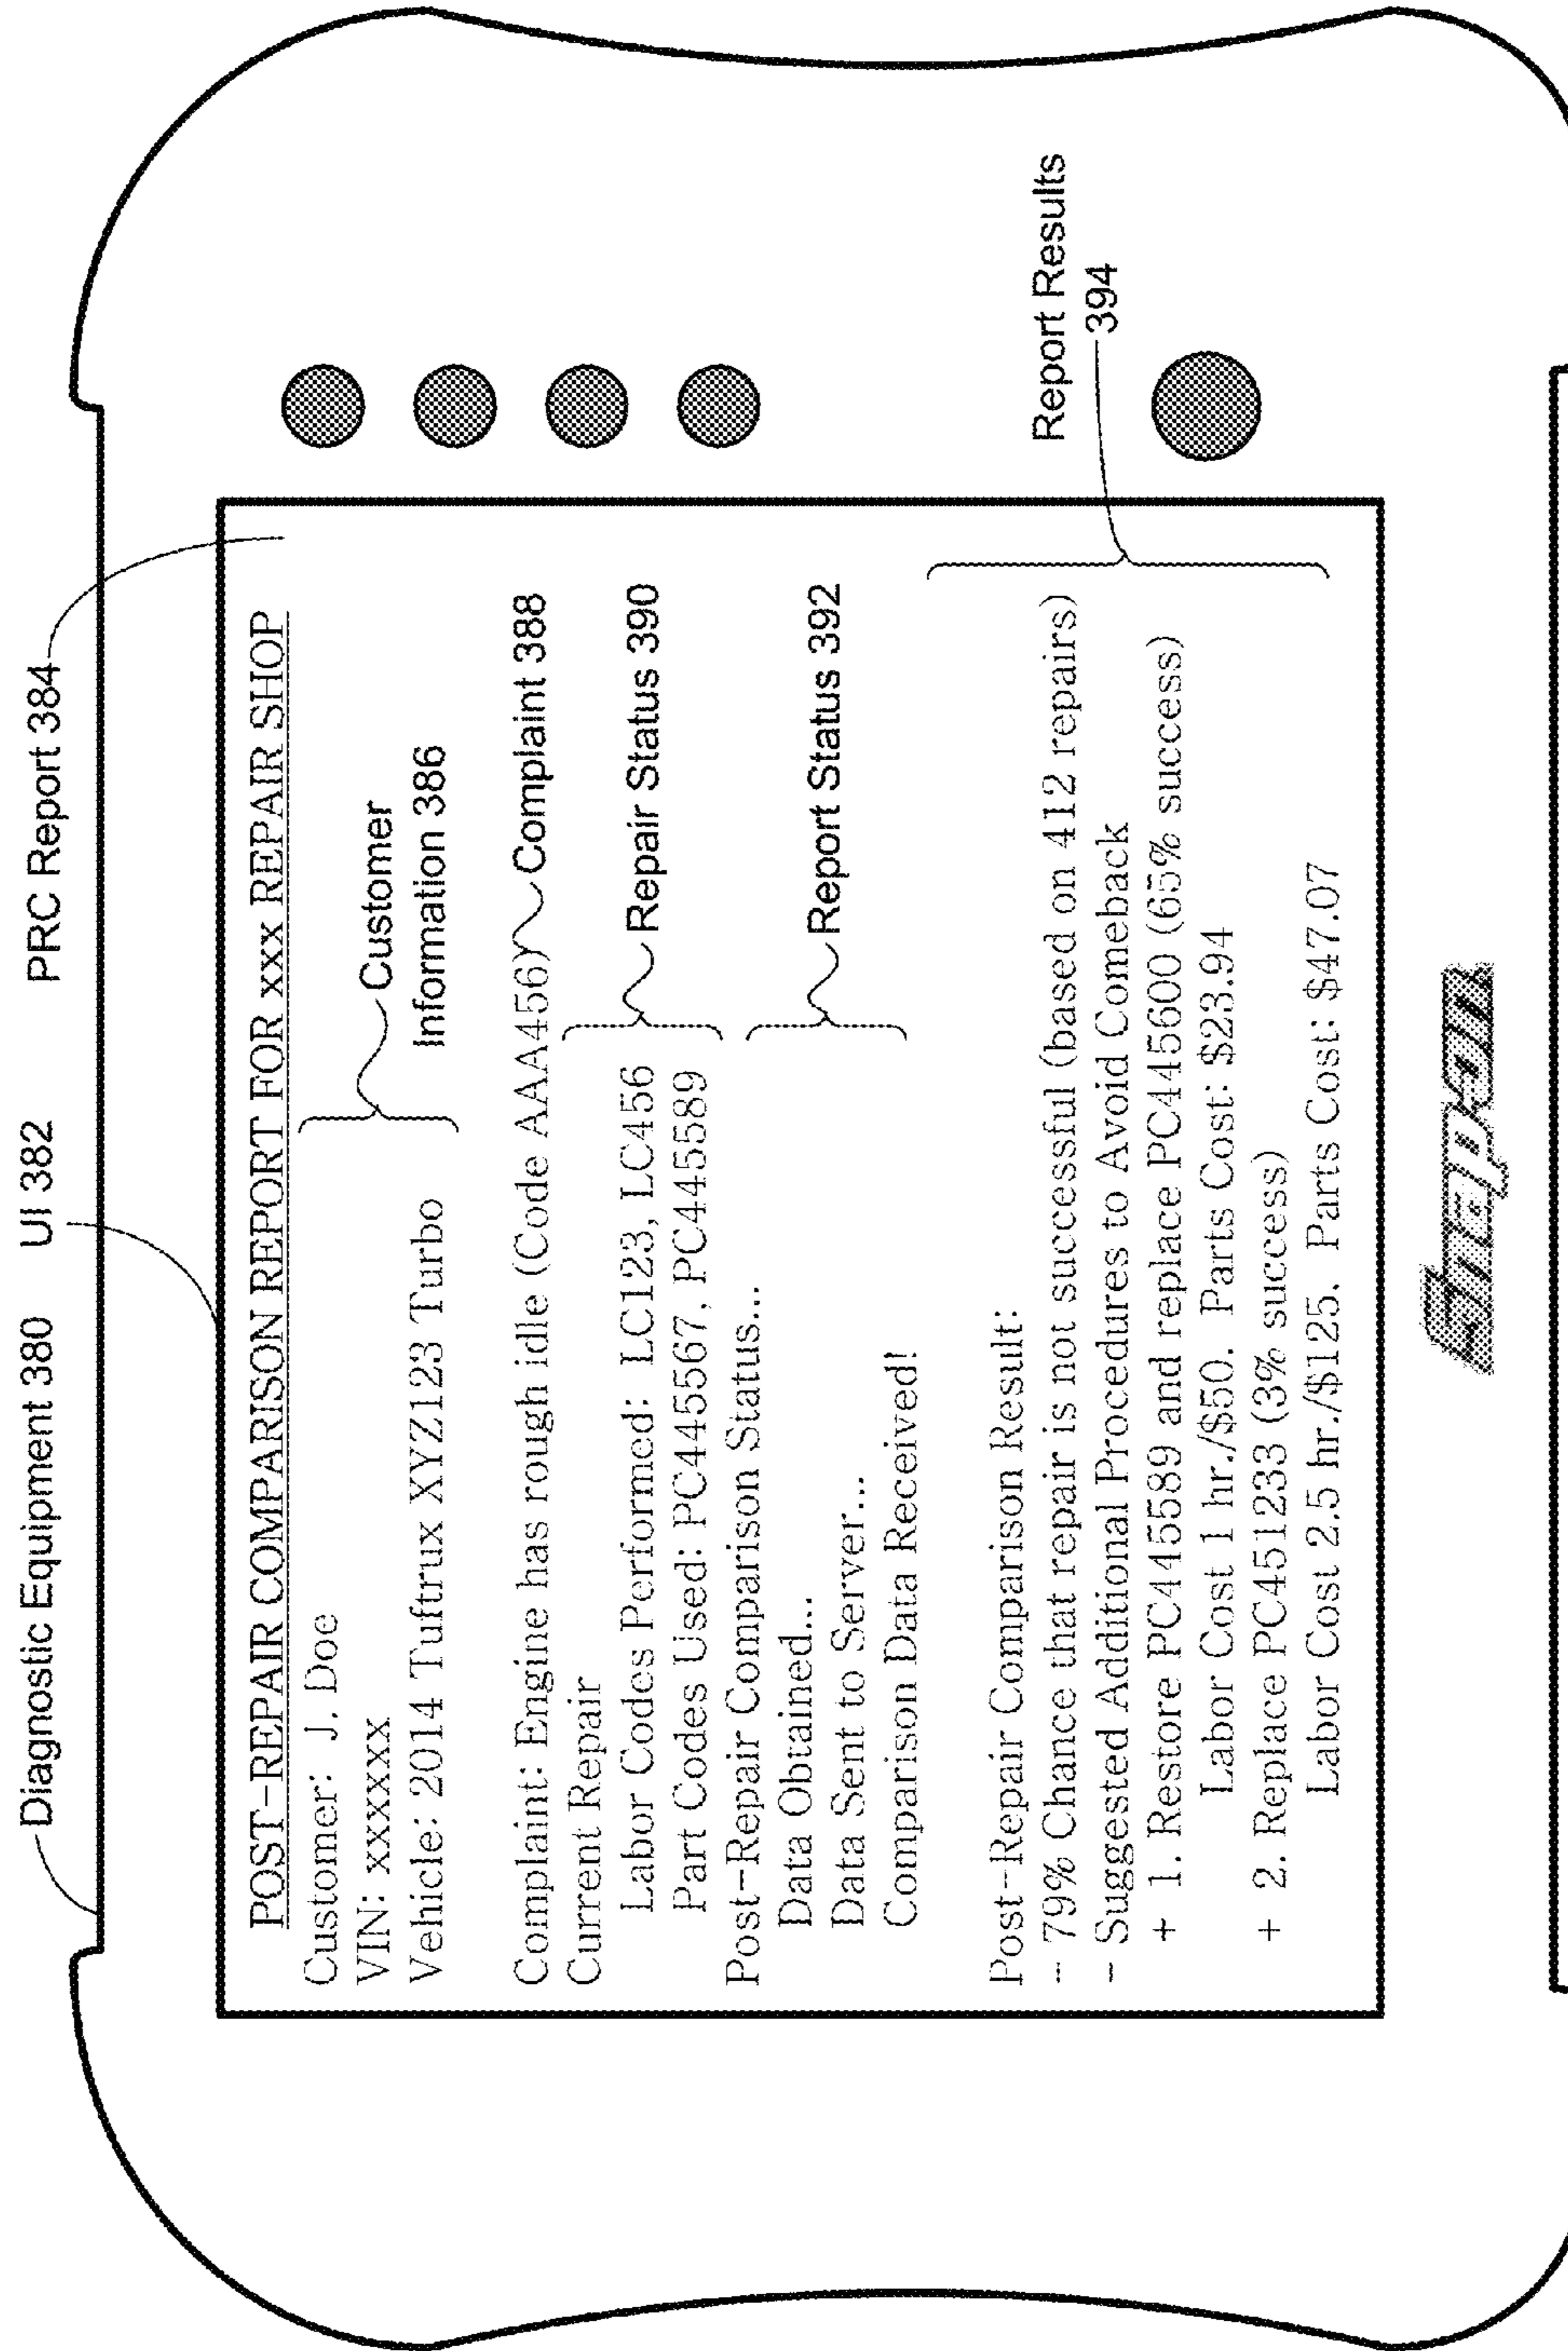 Diagnostic Equipment 380
UI 382
PRC Report 384
POST-REPAIR COMPARISON REPORT FOR xxx REPAIR SHOP
Customer: J. Doe
VIN: xxxxxx
Vehicle: 2014 Tuftrux XYZ123 Turbo
Customer
Information 386
Complaint: Engine has rough idle (Code AAA456)
Complaint 388
Current Repair
Labor Codes Performed: LC123, LC456
Part Codes Used: PC445567, PC445589
Repair Status 390
Post-Repair Comparison Status...
Data Obtained...
Data Sent to Server...
Comparison Data Received!
Report Status 392
Post-Repair Comparison Result:
- 79% Chance that repair is not successful (based on 412 repairs)
- Suggested Additional Procedures to Avoid Comeback
+ 1. Restore PC445589 and replace PC445600 (65% success)
Labor Cost 1 hr./$50. Parts Cost: $23.94
+ 2. Replace PC451233 (3% success)
Labor Cost 2.5 hr./$125. Parts Cost: $47.07
Report Results
394